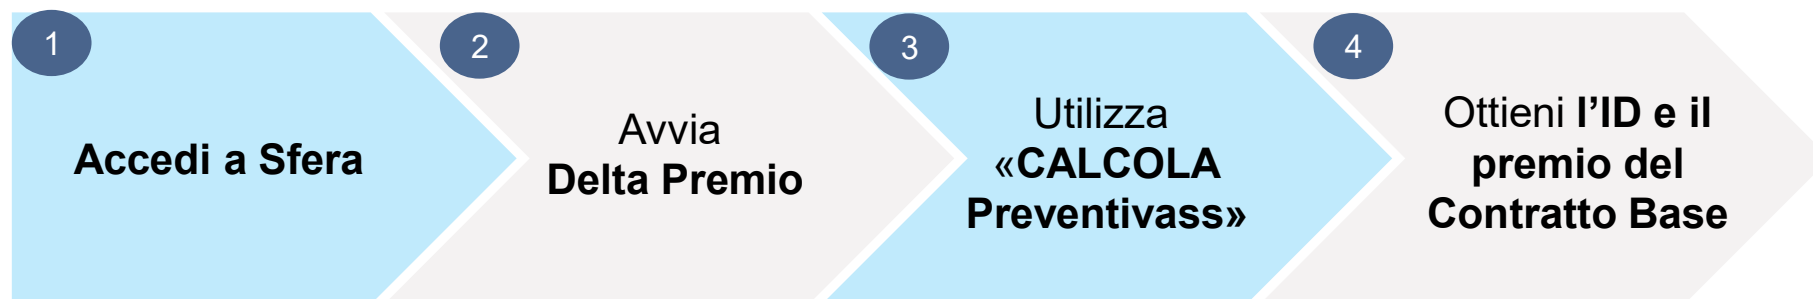 1
Accedi a Sfera
2
Avvia
Delta Premio
3
Utilizza
«CALCOLA
Preventivass»
4
Ottieni l’ID e il
premio del
Contratto Base